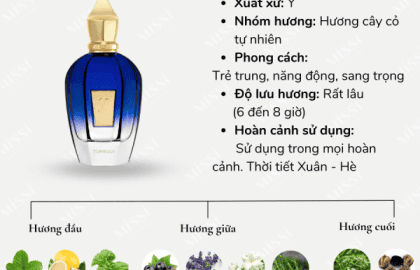 • Xuất xứ: Ý
• Nhóm hương: Hương cây cỏ
tự nhiên
• Phong cách:
Trẻ trung, năng động, sang trọng
• Độ lưu hương: Rất lâu
(6 đến 8 giờ)
• Hoàn cảnh sử dụng:
Sử dụng trong mọi hoàn
cảnh. Thời tiết Xuân - Hè
Hương đầu
Hương giữa
Hương cuối